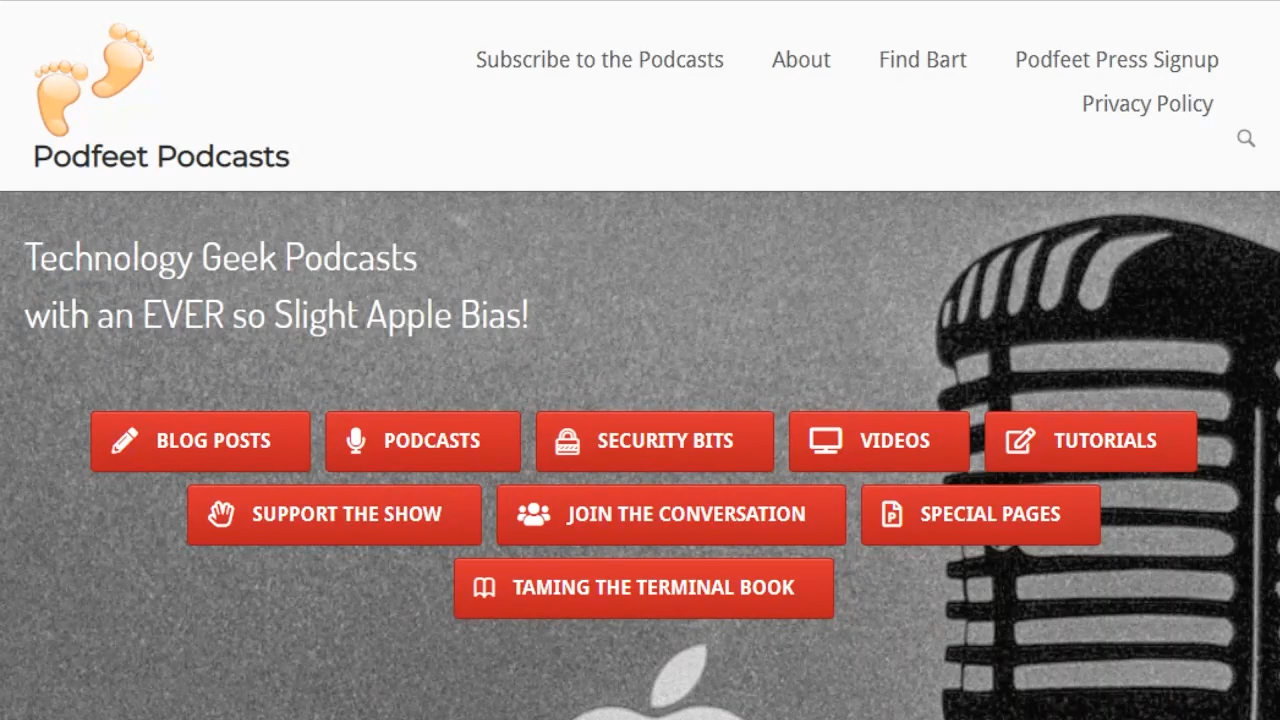 Subscribe to the Podcasts
About
Find Bart
Podfeet Press Signup
Privacy Policy
Podfeet Podcasts
Technology Geek Podcasts
with an EVER so Slight Apple Bias!
BLOG POSTS
PODCASTS
SECURITY BITS
VIDEOS
TUTORIALS
SUPPORT THE SHOW
JOIN THE CONVERSATION
SPECIAL PAGES
TAMING THE TERMINAL BOOK